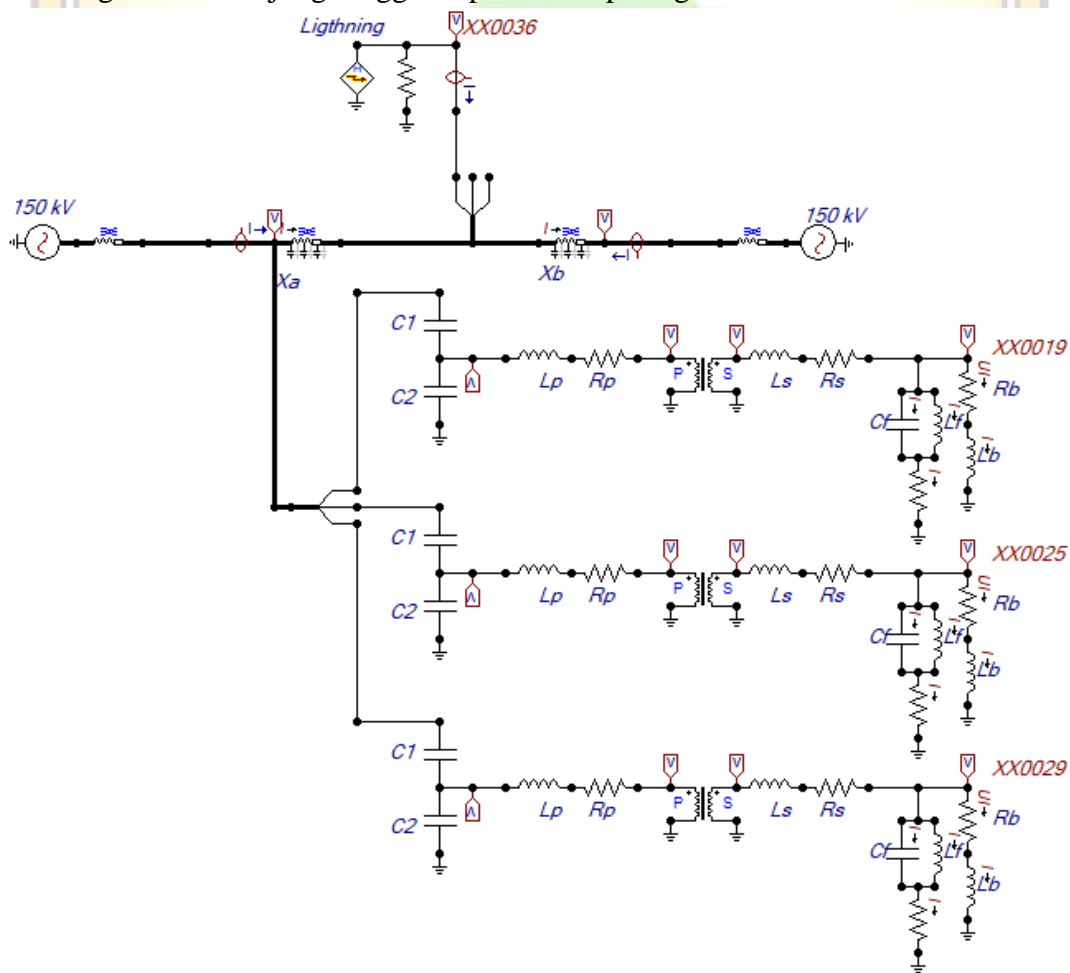 Ligthning
V
XX0036
H
I
150 kV
V
V
150 kV
I
I
I
I
Xa
Xb
C1
V
V
V
XX0019
P
S
Rb
Lp
Rp
Ls
Rs
C2
V
Cf
Lf
Lb
C1
V
V
V
XX0025
P
S
Rb
Lp
Rp
Ls
Rs
C2
V
Cf
Lf
Lb
C1
V
V
V
XX0029
P
S
Rb
Lp
Rp
Ls
Rs
C2
V
Cf
Lf
Lb